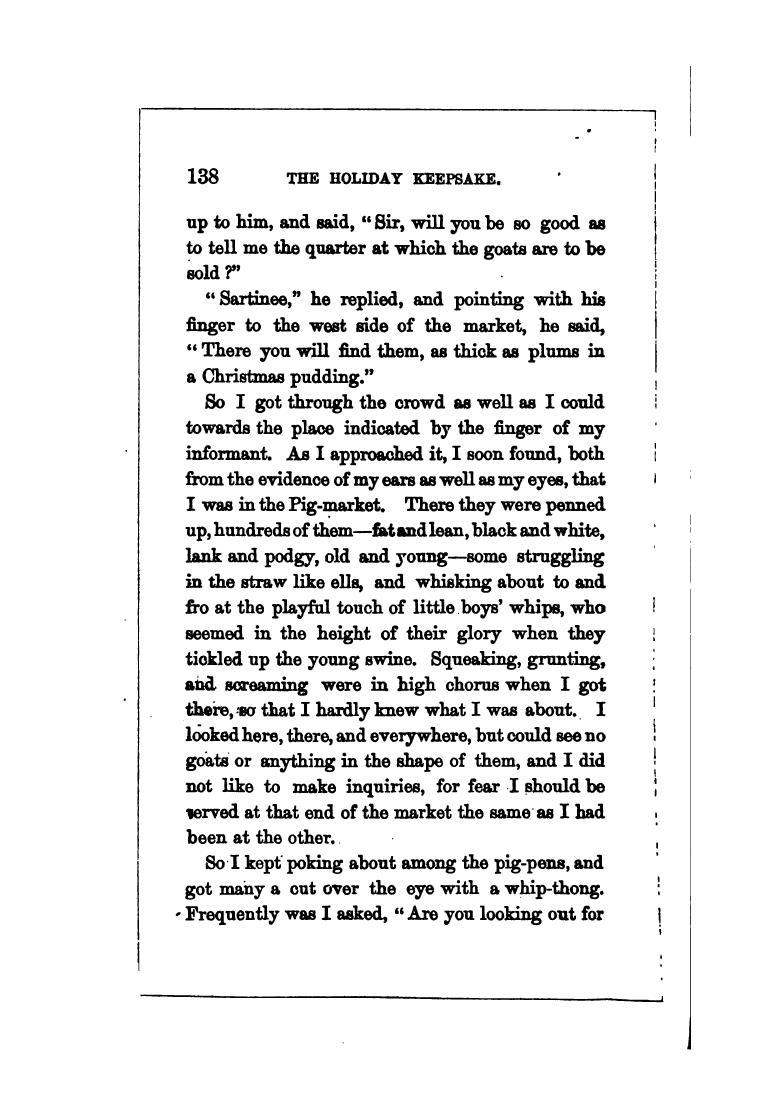 138 THE HOLIDAY KEEPSAKE.
up to him, and said, “Sir, will you be so good as
to tell me the quarter at which the goats are to be
sold?”
“Sartinee,” he replied, and pointing with his
finger to the west side of the market, he said,
“There you will find them, as thick as plums in
a Christmas pudding.”
So I got through the crowd as well as I could
towards the place indicated by the finger of my
informant. As I approached it, I soon found, both
from the evidence of my ears as well as my eyes, that
I was in the Pig-market. There they were penned
up, hundreds of them—fat and lean, black and white,
lank and podgy, old and young—some struggling
in the straw like ells, and whisking about to and
fro at the playful touch of little boys’ whips, who
seemed in the height of their glory when they
tickled up the young swine. Squeaking, grunting,
and screaming were in high chorus when I got
there, so that I hardly knew what I was about. I
looked here, there, and everywhere, but could see no
goats or anything in the shape of them, and I did
not like to make inquiries, for fear I should be
served at that end of the market the same as I had
been at the other.
So I kept poking about among the pig-pens, and
got many a cut over the eye with a whip-thong.
Frequently was I asked, “Are you looking out for